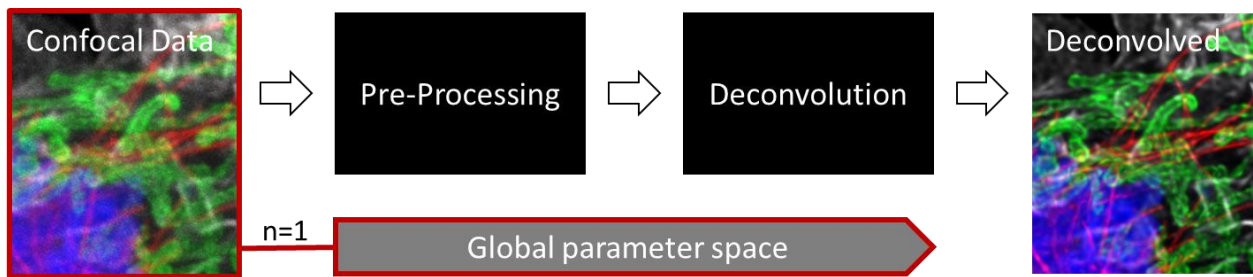 Confocal Data
Pre-Processing
Deconvolution
Deconvolved
n=1
Global parameter space